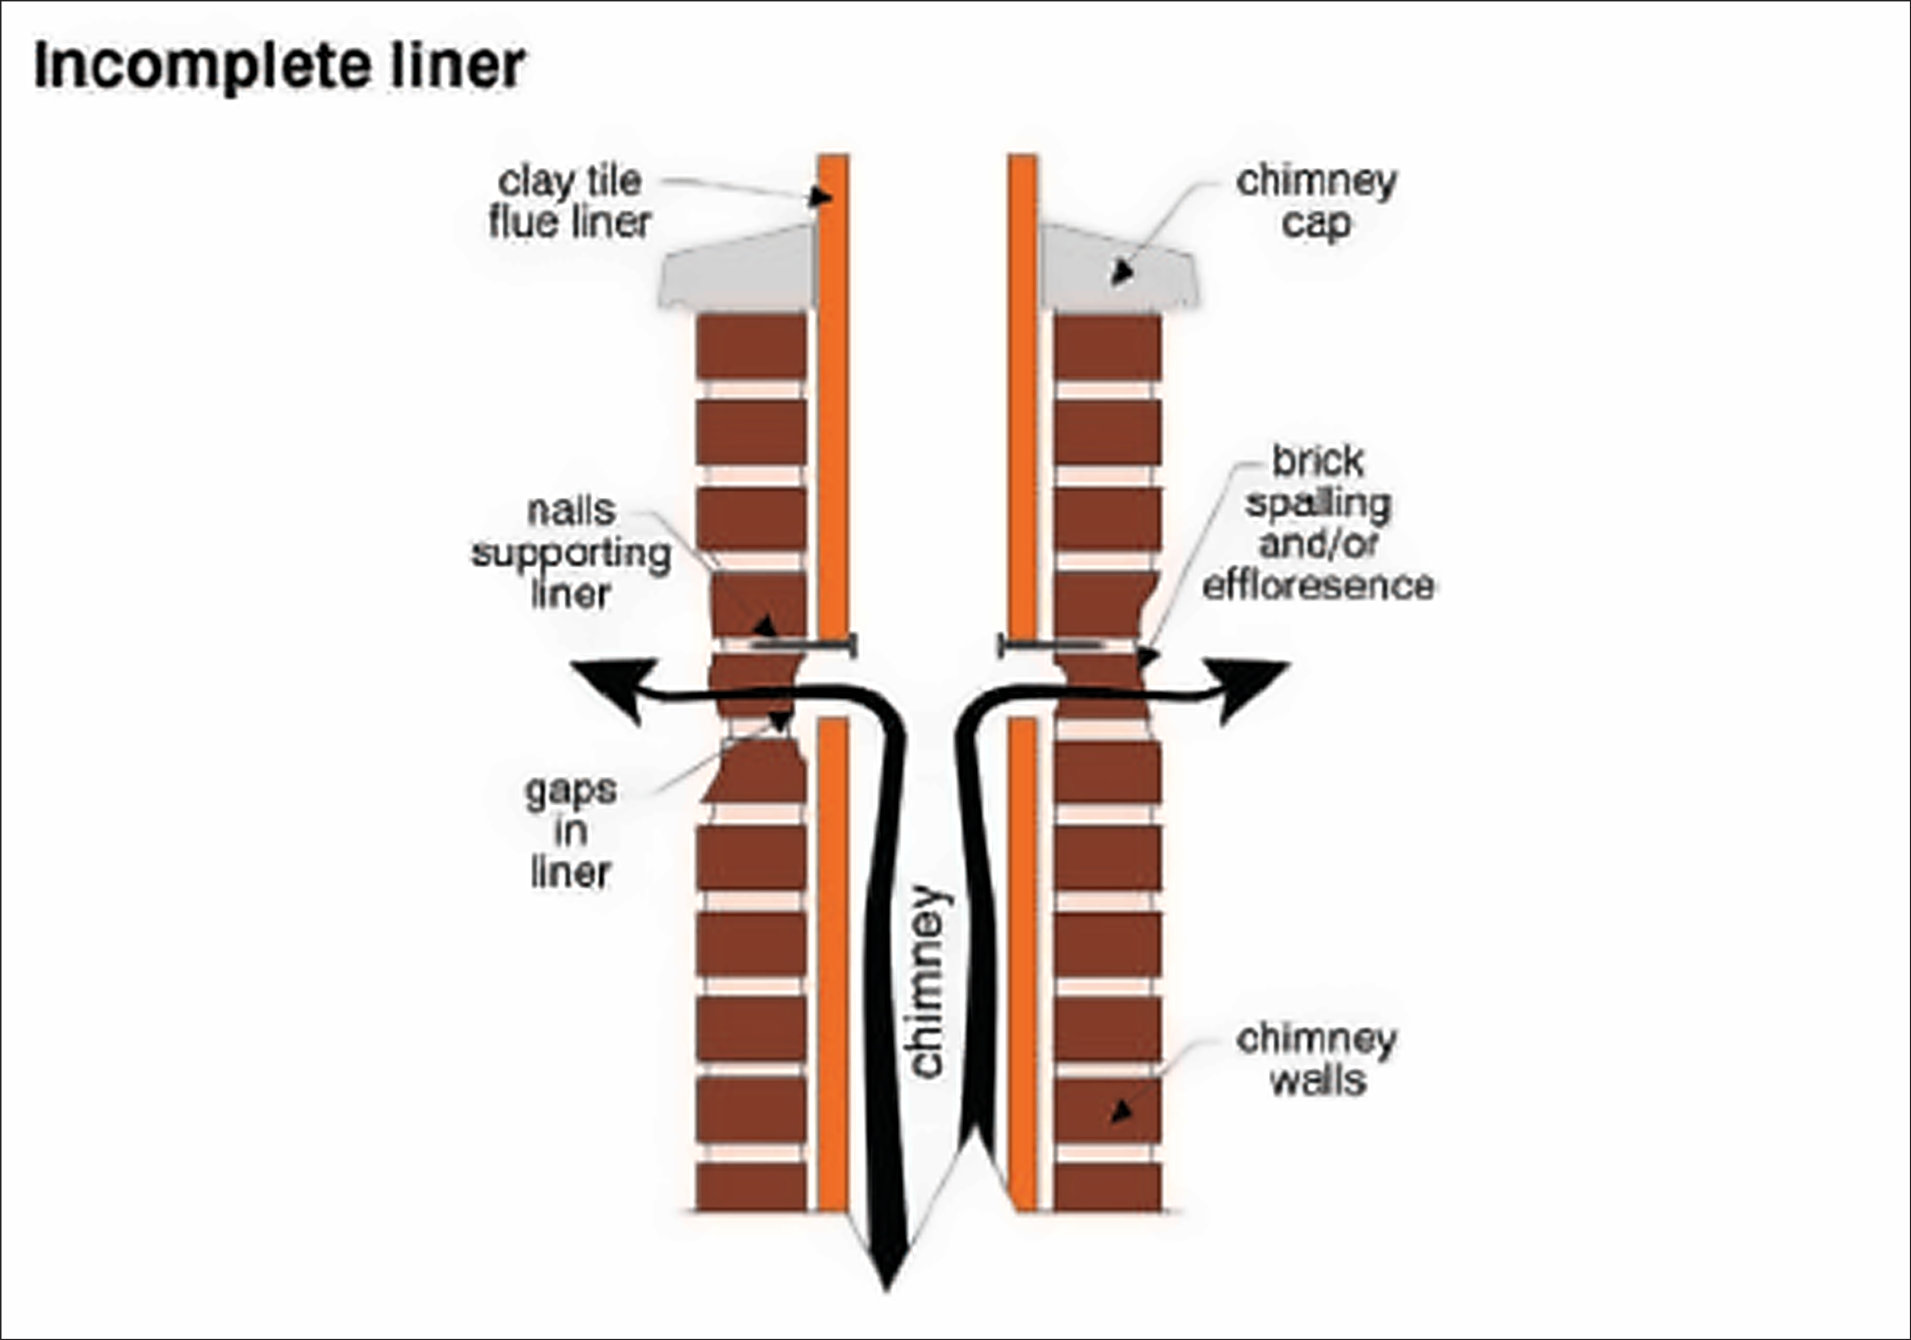 Incomplete liner
clay tile
flue liner
chimney
cap
brick
spalling
and/or
effloresence
nails
supporting
liner
gaps
in
liner
chimney
chimney
walls